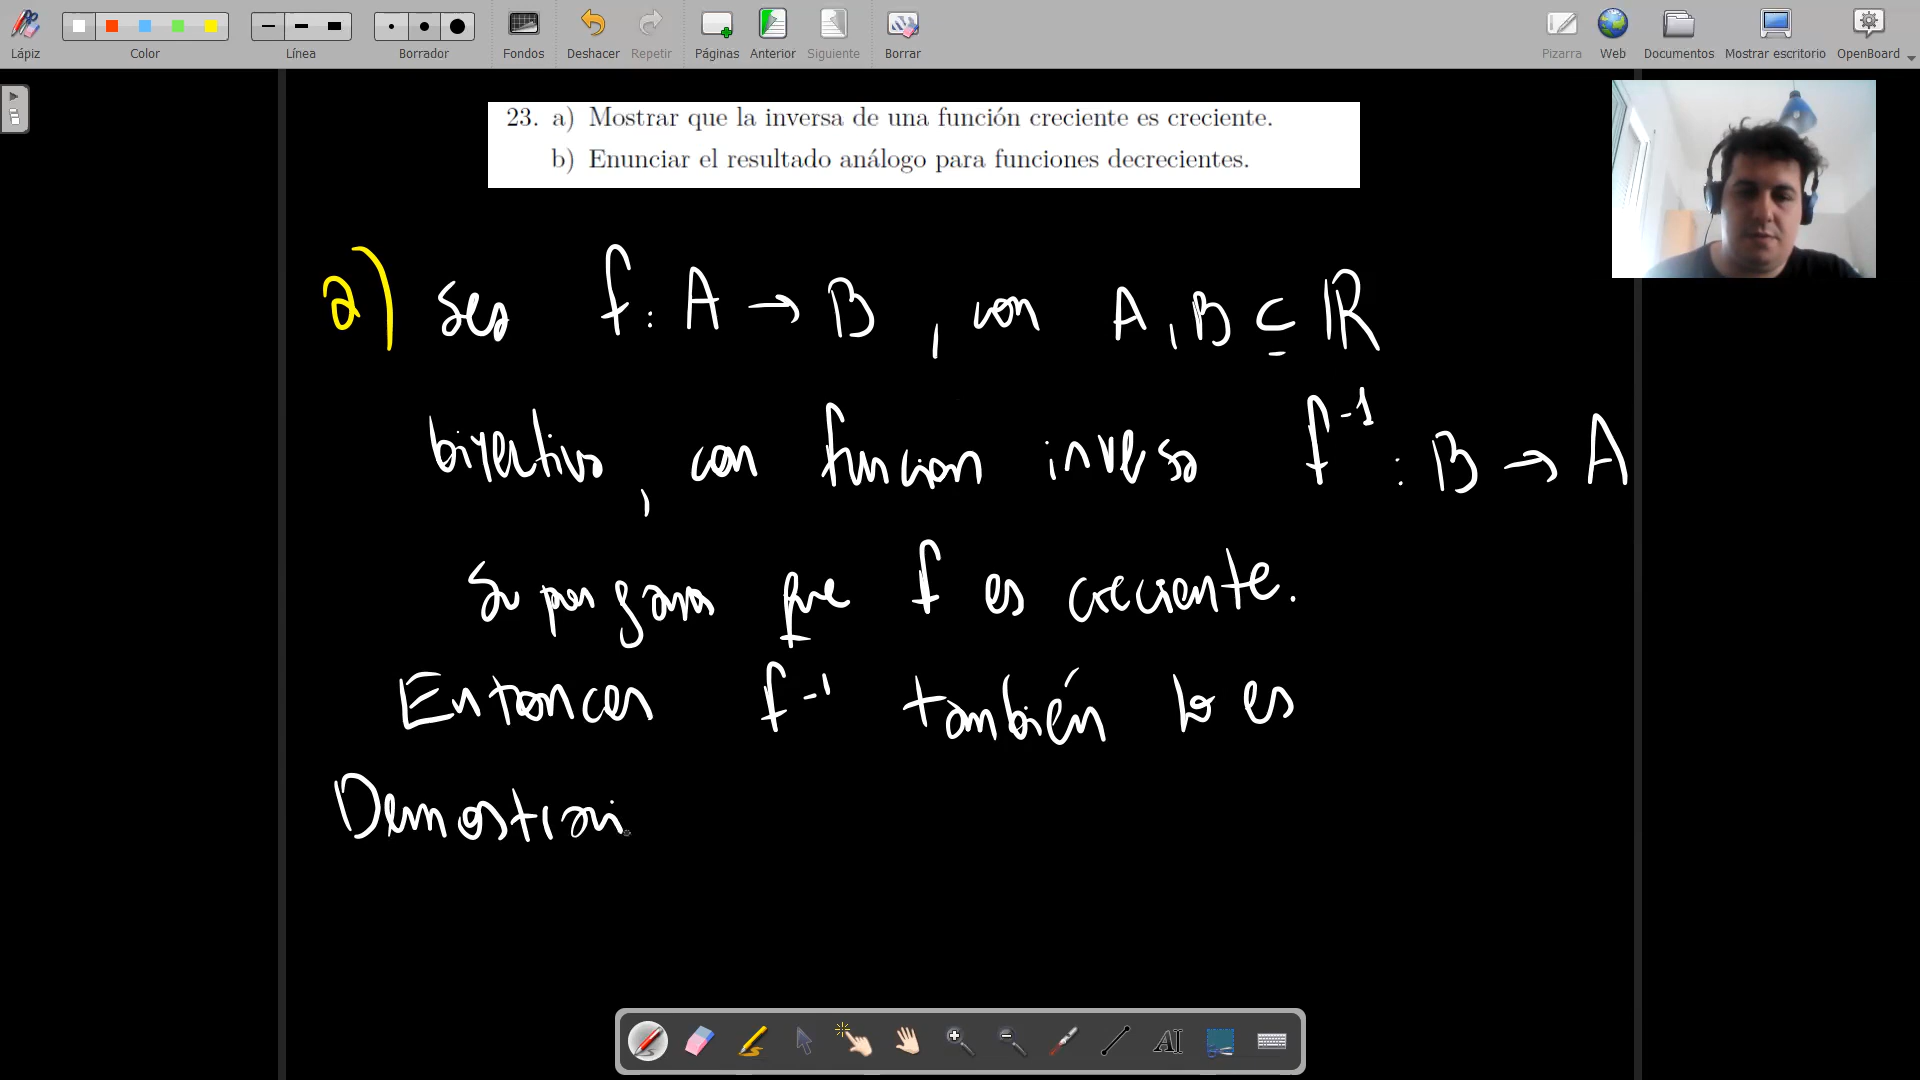 Lápiz Color Línea Borrador Fondos Deshacer Repetir Páginas Anterior Siguiente Borrar Pizarra Web Documentos Mostrar escritorio OpenBoard
23. a) Mostrar que la inversa de una función creciente es creciente.
b) Enunciar el resultado análogo para funciones decrecientes.
a) Sea f: A → B, con A, B ⊆ ℝ
biyectiva, con funcion inversa f⁻¹: B → A
Supongamos que f es creciente.
Entonces f⁻¹ también lo es
Demostraci